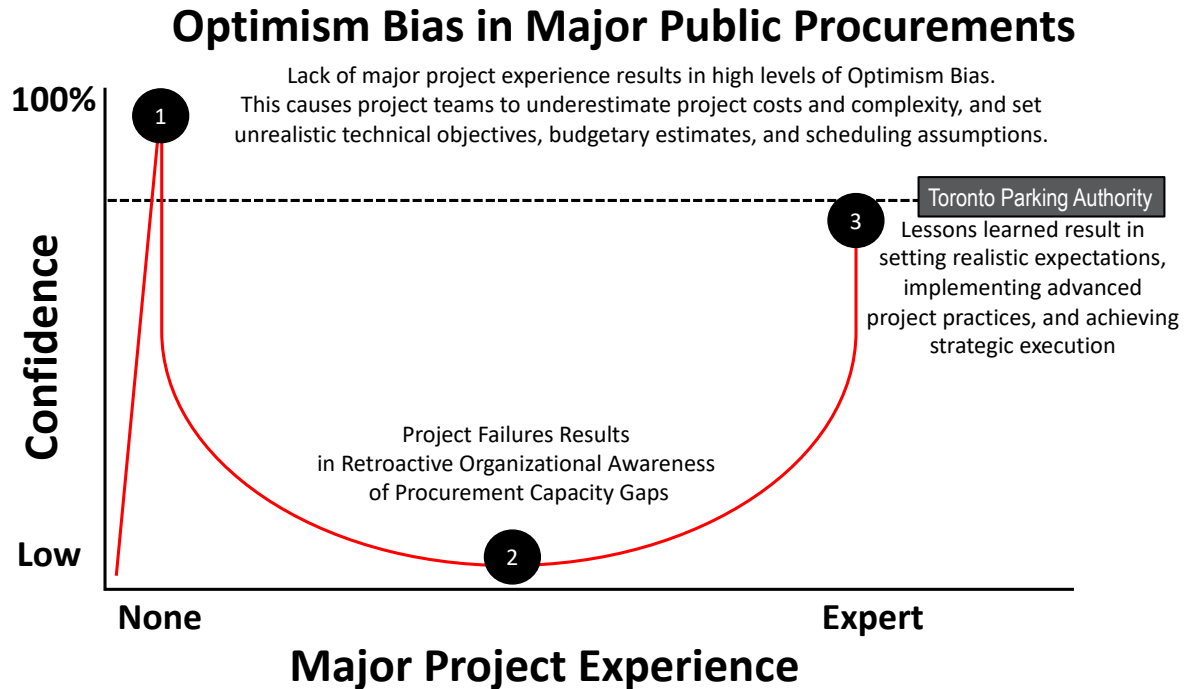 Optimism Bias in Major Public Procurements
Lack of major project experience results in high levels of Optimism Bias.
This causes project teams to underestimate project costs and complexity, and set
unrealistic technical objectives, budgetary estimates, and scheduling assumptions.
100%
1
Toronto Parking Authority
3
Lessons learned result in
setting realistic expectations,
implementing advanced
project practices, and achieving
strategic execution
Confidence
Project Failures Results
in Retroactive Organizational Awareness
of Procurement Capacity Gaps
2
Low
None
Expert
Major Project Experience